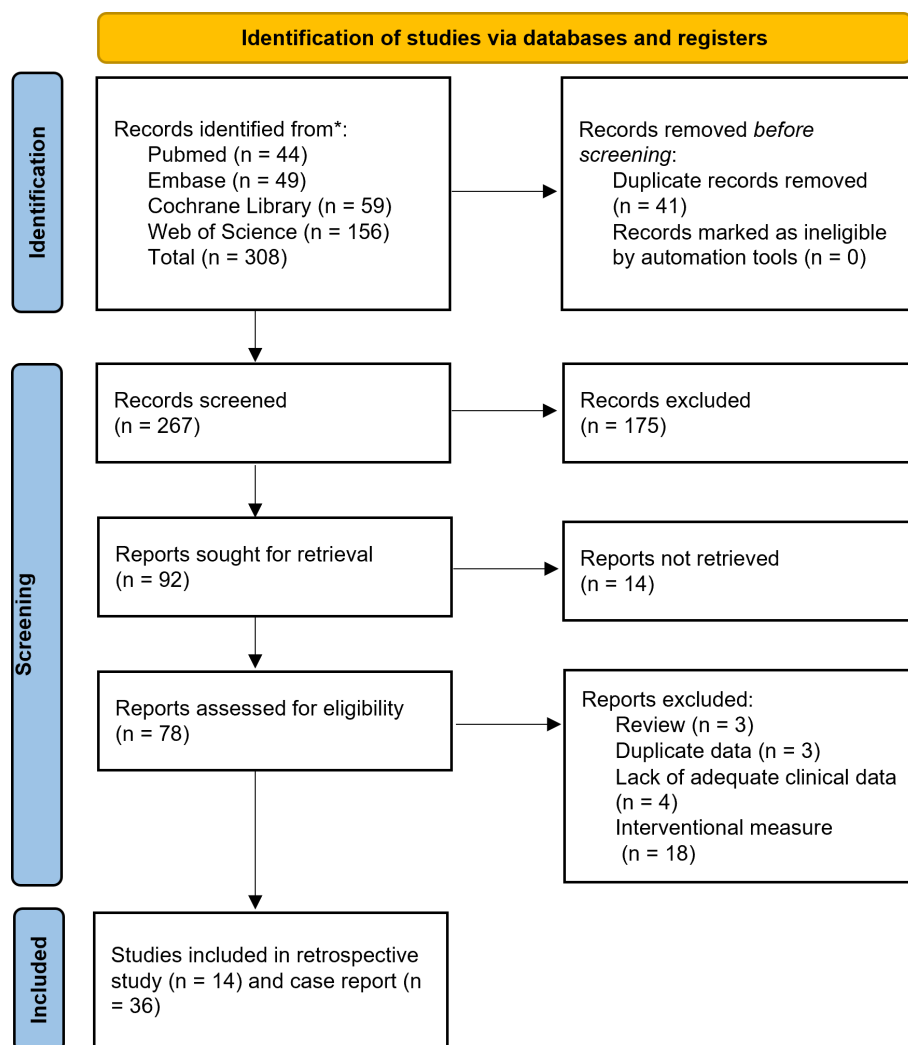 Identification of studies via databases and registers
Identification
Records identified from*:
Pubmed (n = 44)
Embase (n = 49)
Cochrane Library (n = 59)
Web of Science (n = 156)
Total (n = 308)
Records removed before
screening:
Duplicate records removed
(n = 41)
Records marked as ineligible
by automation tools (n = 0)
Screening
Records screened
(n = 267)
Records excluded
(n = 175)
Reports sought for retrieval
(n = 92)
Reports not retrieved
(n = 14)
Reports assessed for eligibility
(n = 78)
Reports excluded:
Review (n = 3)
Duplicate data (n = 3)
Lack of adequate clinical data
(n = 4)
Interventional measure
(n = 18)
Included
Studies included in retrospective
study (n = 14) and case report (n
= 36)